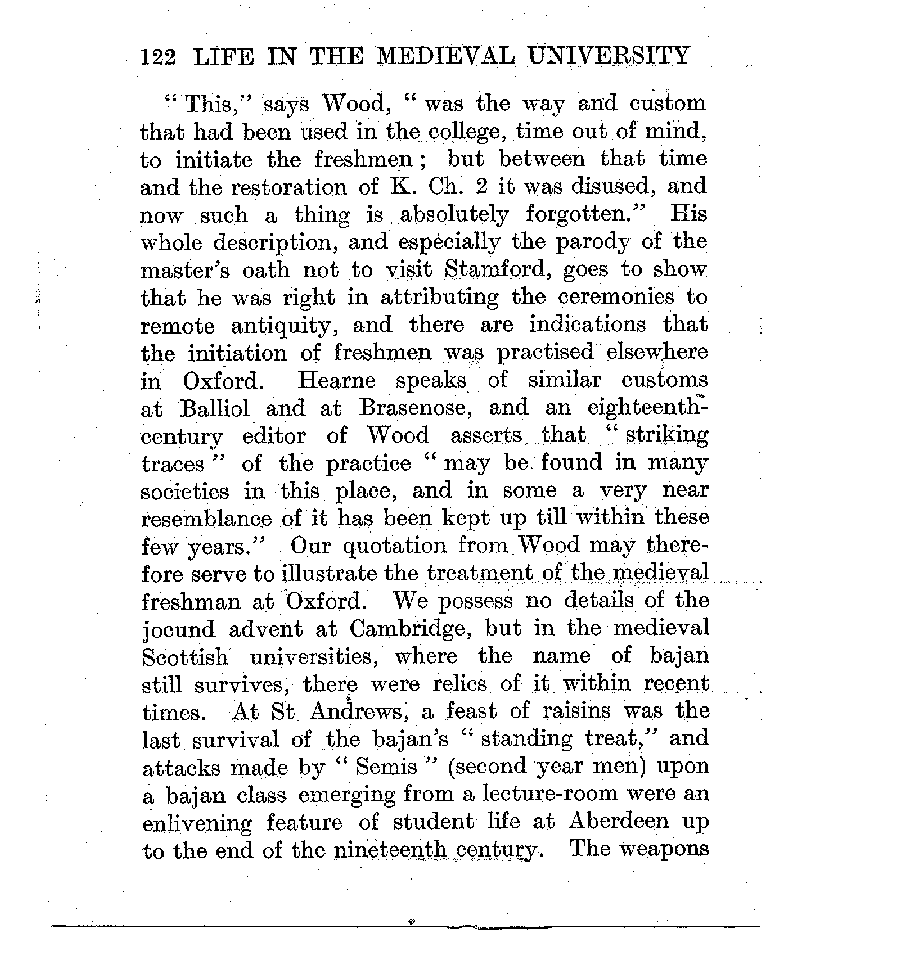 122 LIFE IN THE MEDIEVAL UNIVERSITY
“ This,” says Wood, “ was the way and custom
that had been used in the college, time out of mind,
to initiate the freshmen ; but between that time
and the restoration of K. Ch. 2 it was disused, and
now such a thing is absolutely forgotten.” His
whole description, and especially the parody of the
master’s oath not to visit Stamford, goes to show
that he was right in attributing the ceremonies to
remote antiquity, and there are indications that
the initiation of freshmen was practised elsewhere
in Oxford. Hearne speaks of similar customs
at Balliol and at Brasenose, and an eighteenth-
century editor of Wood asserts that “ striking
traces ” of the practice “ may be found in many
societies in this place, and in some a very near
resemblance of it has been kept up till within these
few years.” Our quotation from Wood may there-
fore serve to illustrate the treatment of the medieval
freshman at Oxford. We possess no details of the
jocund advent at Cambridge, but in the medieval
Scottish universities, where the name of bajan
still survives, there were relics of it within recent
times. At St Andrews, a feast of raisins was the
last survival of the bajan’s “ standing treat,” and
attacks made by “ Semis ” (second year men) upon
a bajan class emerging from a lecture-room were an
enlivening feature of student life at Aberdeen up
to the end of the nineteenth century. The weapons